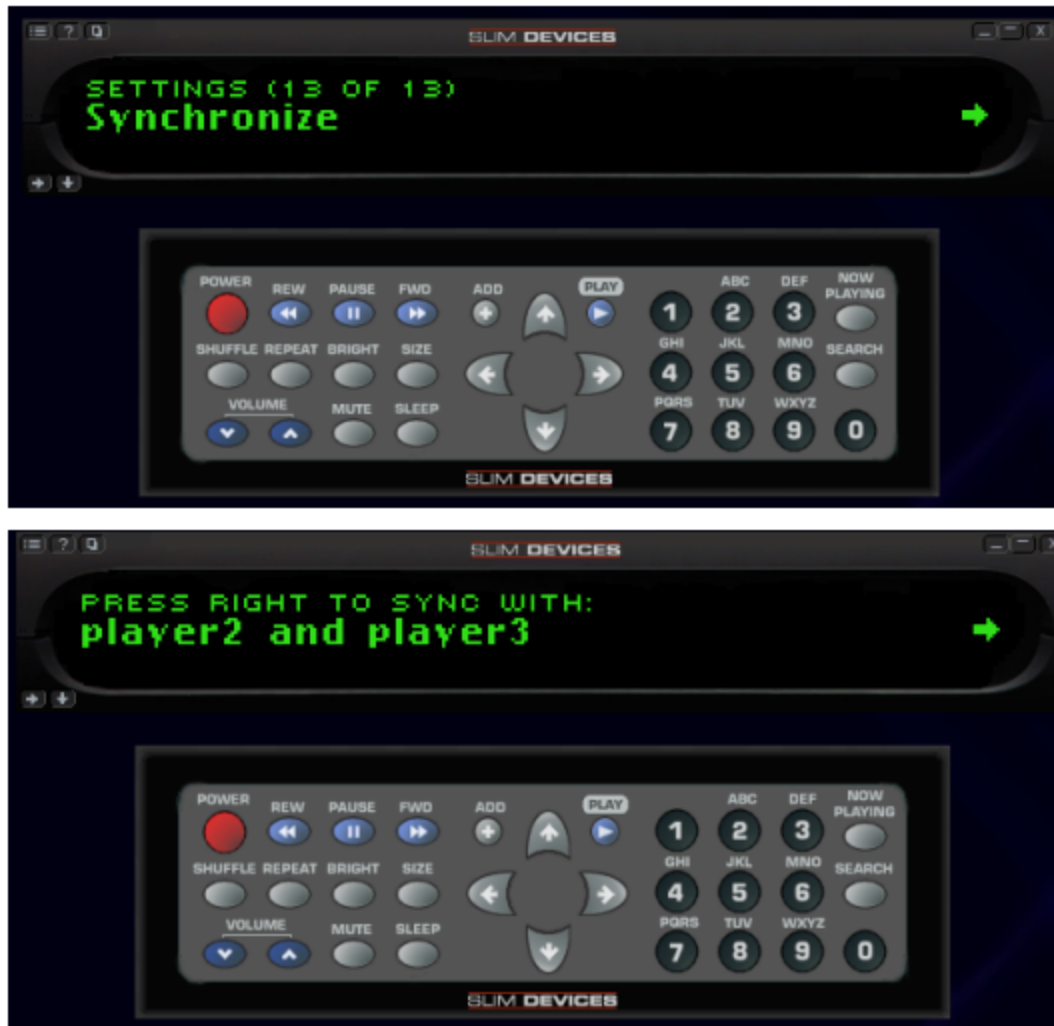 SLIM DEVICES
SETTINGS (13 OF 13)
Synchronize
POWER REW PAUSE FWD ADD PLAY ABC DEF NOW PLAYING
1 2 3
SHUFFLE REPEAT BRIGHT SIZE GHI JKL MNO SEARCH
4 5 6
VOLUME MUTE SLEEP PQRS TUV WXYZ
7 8 9 0
SLIM DEVICES
SLIM DEVICES
PRESS RIGHT TO SYNC WITH:
player2 and player3
POWER REW PAUSE FWD ADD PLAY ABC DEF NOW PLAYING
1 2 3
SHUFFLE REPEAT BRIGHT SIZE GHI JKL MNO SEARCH
4 5 6
VOLUME MUTE SLEEP PQRS TUV WXYZ
7 8 9 0
SLIM DEVICES